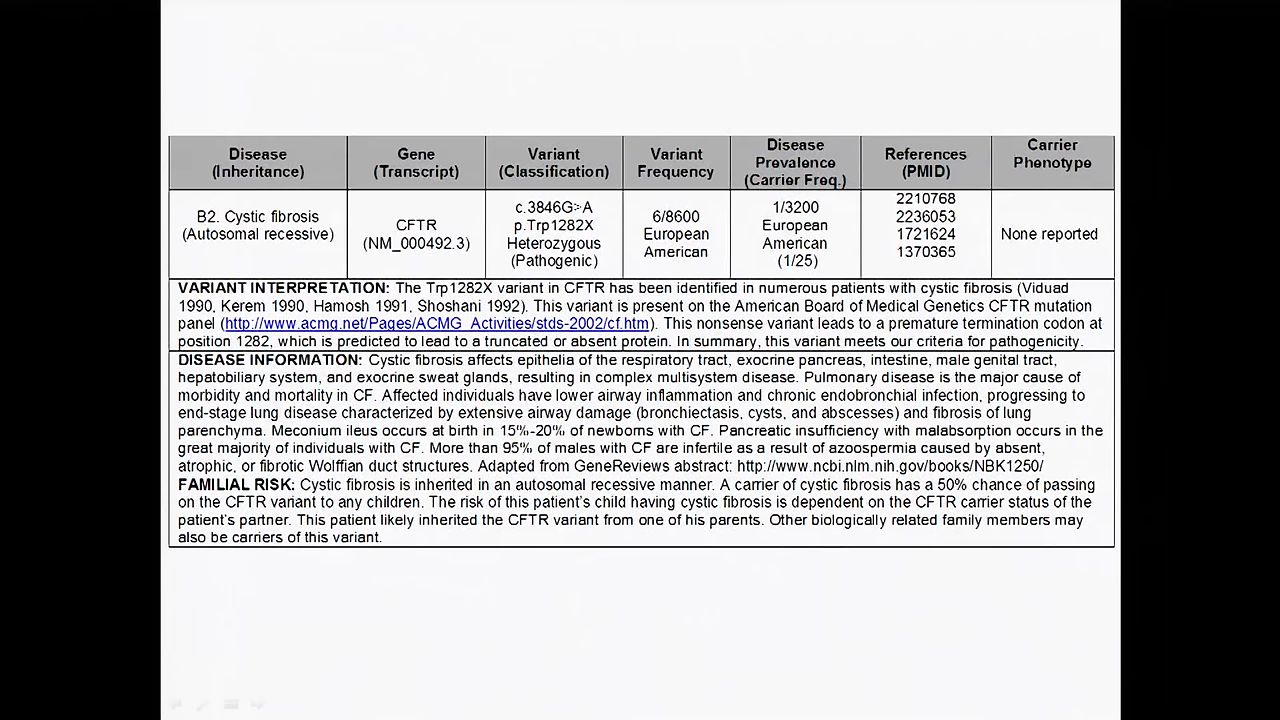 Disease
(Inheritance)
Gene
(Transcript)
Variant
(Classification)
Variant
Frequency
Disease
Prevalence
(Carrier Freq.)
References
(PMID)
Carrier
Phenotype
B2. Cystic fibrosis
(Autosomal recessive)
CFTR
(NM_000492.3)
c.3846G>A
p.Trp1282X
Heterozygous
(Pathogenic)
6/8600
European
American
1/3200
European
American
(1/25)
2210768
2236053
1721624
1370365
None reported
VARIANT INTERPRETATION: The Trp1282X variant in CFTR has been identified in numerous patients with cystic fibrosis (Viduad
1990, Kerem 1990, Hamosh 1991, Shoshani 1992). This variant is present on the American Board of Medical Genetics CFTR mutation
panel (http://www.acmg.net/Pages/ACMG_Activities/stds-2002/cf.htm). This nonsense variant leads to a premature termination codon at
position 1282, which is predicted to lead to a truncated or absent protein. In summary, this variant meets our criteria for pathogenicity.
DISEASE INFORMATION: Cystic fibrosis affects epithelia of the respiratory tract, exocrine pancreas, intestine, male genital tract,
hepatobiliary system, and exocrine sweat glands, resulting in complex multisystem disease. Pulmonary disease is the major cause of
morbidity and mortality in CF. Affected individuals have lower airway inflammation and chronic endobronchial infection, progressing to
end-stage lung disease characterized by extensive airway damage (bronchiectasis, cysts, and abscesses) and fibrosis of lung
parenchyma. Meconium ileus occurs at birth in 15%-20% of newborns with CF. Pancreatic insufficiency with malabsorption occurs in the
great majority of individuals with CF. More than 95% of males with CF are infertile as a result of azoospermia caused by absent,
atrophic, or fibrotic Wolffian duct structures. Adapted from GeneReviews abstract: http://www.ncbi.nlm.nih.gov/books/NBK1250/
FAMILIAL RISK: Cystic fibrosis is inherited in an autosomal recessive manner. A carrier of cystic fibrosis has a 50% chance of passing
on the CFTR variant to any children. The risk of this patient's child having cystic fibrosis is dependent on the CFTR carrier status of the
patient's partner. This patient likely inherited the CFTR variant from one of his parents. Other biologically related family members may
also be carriers of this variant.